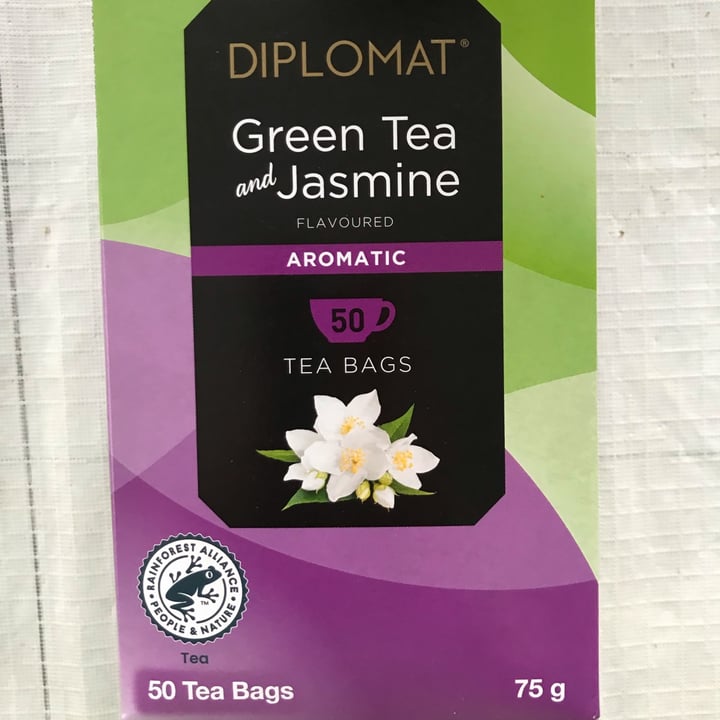 DIPLOMAT®
Green Tea
and Jasmine
FLAVOURED
AROMATIC
50
TEA BAGS
RAINFOREST ALLIANCE
PEOPLE & NATURE
TM
Tea
50 Tea Bags
75 g